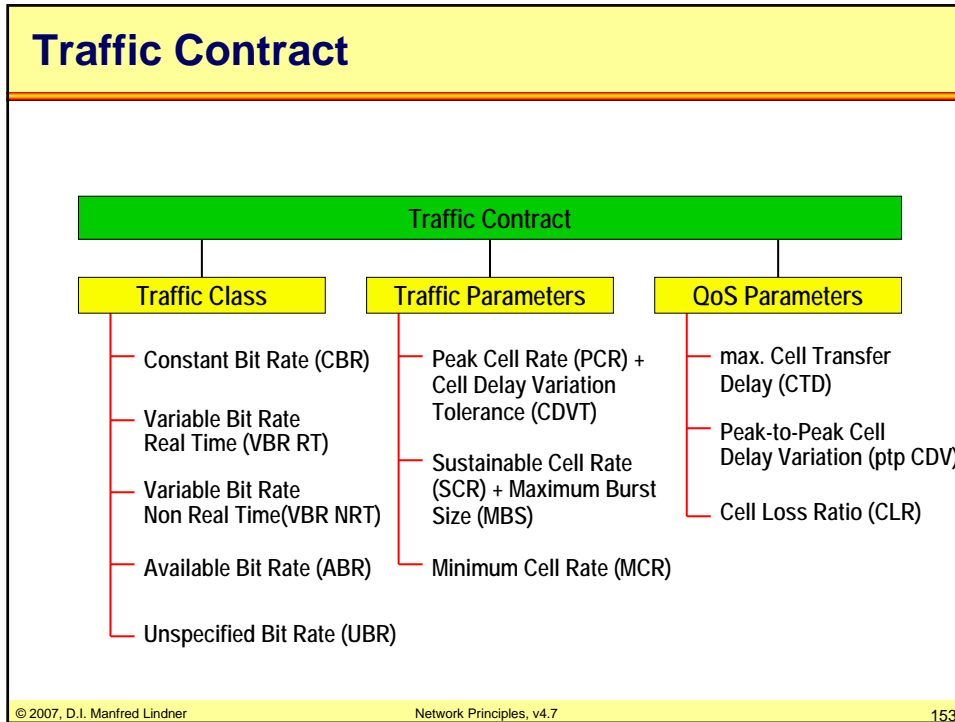 Traffic Contract
Traffic Contract
Traffic Class
Constant Bit Rate (CBR)
Variable Bit Rate
Real Time (VBR RT)
Variable Bit Rate
Non Real Time(VBR NRT)
Available Bit Rate (ABR)
Unspecified Bit Rate (UBR)
Traffic Parameters
Peak Cell Rate (PCR) +
Cell Delay Variation
Tolerance (CDVT)
Sustainable Cell Rate
(SCR) + Maximum Burst
Size (MBS)
Minimum Cell Rate (MCR)
QoS Parameters
max. Cell Transfer
Delay (CTD)
Peak-to-Peak Cell
Delay Variation (ptp CDV)
Cell Loss Ratio (CLR)
© 2007, D.I. Manfred Lindner
Network Principles, v4.7
153